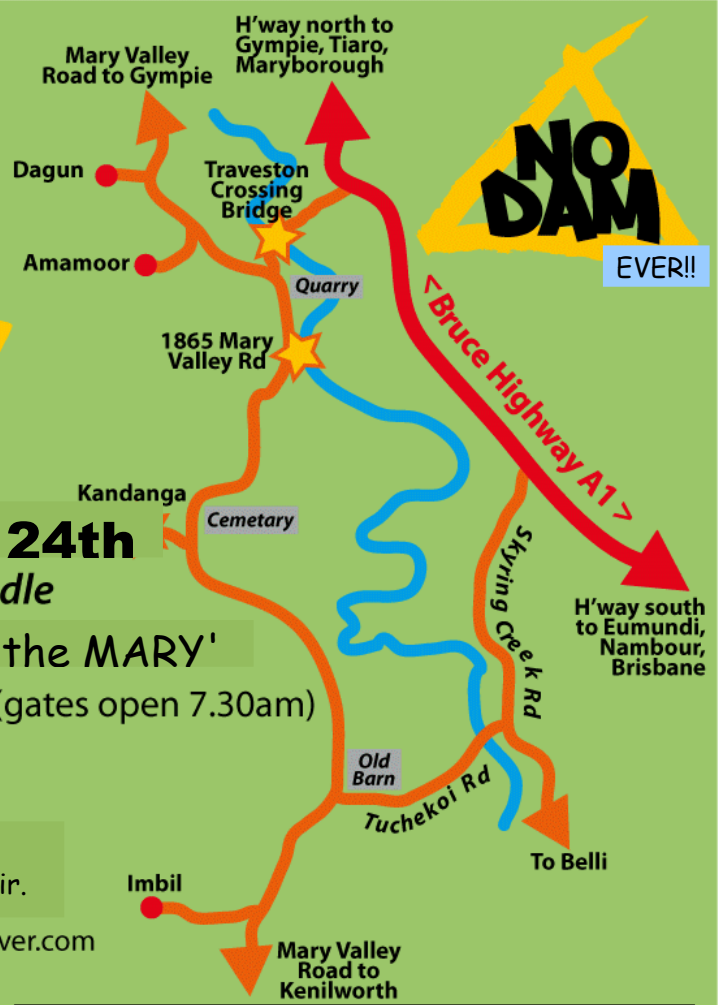 H'way north to
Gympie, Tiaro,
Maryborough
Mary Valley
Road to Gympie
NO
DAM
EVER!!
Dagun
Traveston
Crossing
Bridge
Amamoor
Quarry
< Bruce Highway A1 >
1865 Mary
Valley Rd
Kandanga
Cemetary
24th
dle
the MARY'
(gates open 7.30am)
Skyring Creek Rd
H'way south
to Eumundi,
Nambour,
Brisbane
Old
Barn
Tuchekoi Rd
To Belli
Imbil
ir.
ver.com
Mary Valley
Road to
Kenilworth